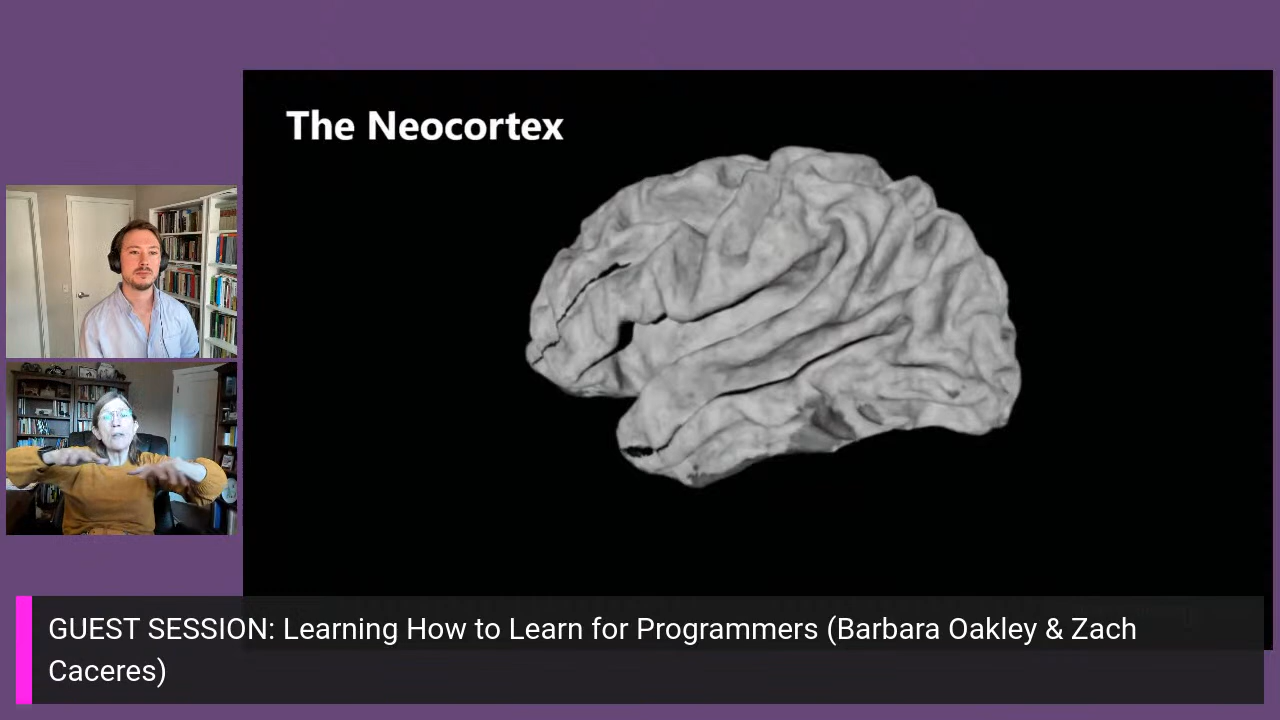 The Neocortex
GUEST SESSION: Learning How to Learn for Programmers (Barbara Oakley & Zach
Caceres)